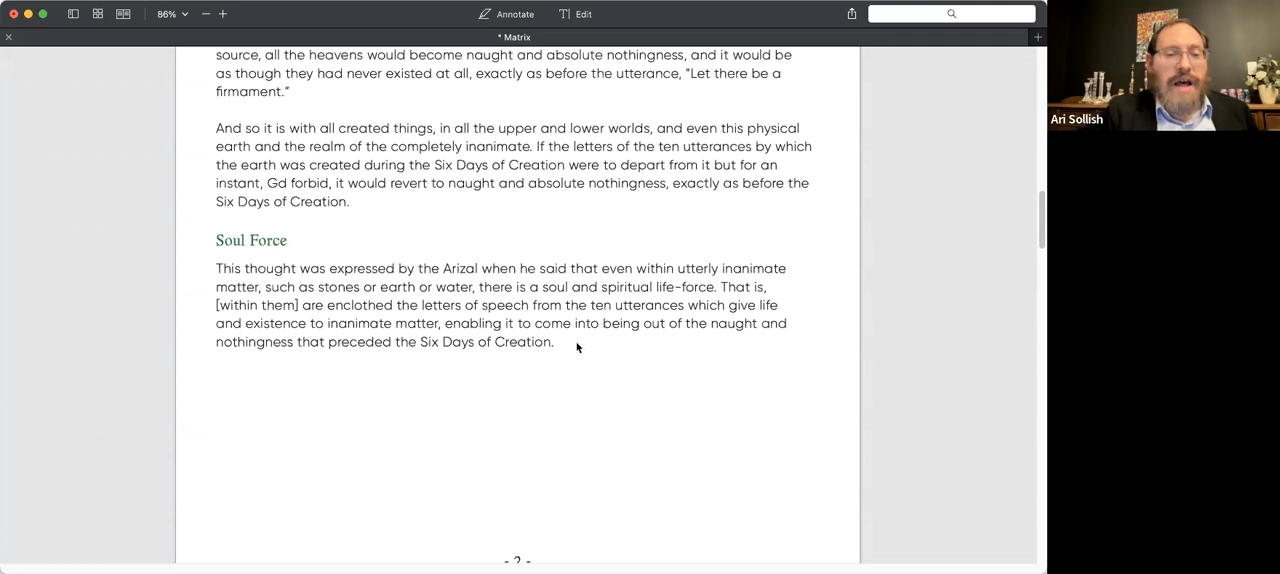 86%
Annotate
Edit
* Matrix
source, all the heavens would become naught and absolute nothingness, and it would be
as though they had never existed at all, exactly as before the utterance, “Let there be a
firmament.”
And so it is with all created things, in all the upper and lower worlds, and even this physical
earth and the realm of the completely inanimate. If the letters of the ten utterances by which
the earth was created during the Six Days of Creation were to depart from it but for an
instant, Gd forbid, it would revert to naught and absolute nothingness, exactly as before the
Six Days of Creation.
Soul Force
This thought was expressed by the Arizal when he said that even within utterly inanimate
matter, such as stones or earth or water, there is a soul and spiritual life-force. That is,
[within them] are enclothed the letters of speech from the ten utterances which give life
and existence to inanimate matter, enabling it to come into being out of the naught and
nothingness that preceded the Six Days of Creation.
- 2 -
Ari Sollish